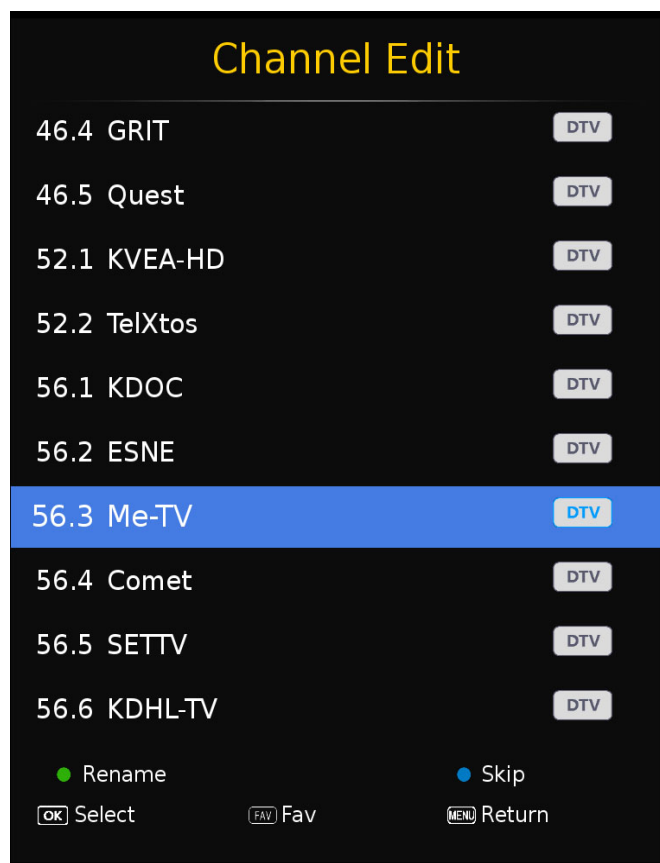 Channel Edit
46.4 GRIT DTV
46.5 Quest DTV
52.1 KVEA-HD DTV
52.2 TelXtos DTV
56.1 KDOC DTV
56.2 ESNE DTV
56.3 Me-TV DTV
56.4 Comet DTV
56.5 SETTV DTV
56.6 KDHL-TV DTV
Rename Skip
OK Select FAV Fav MENU Return